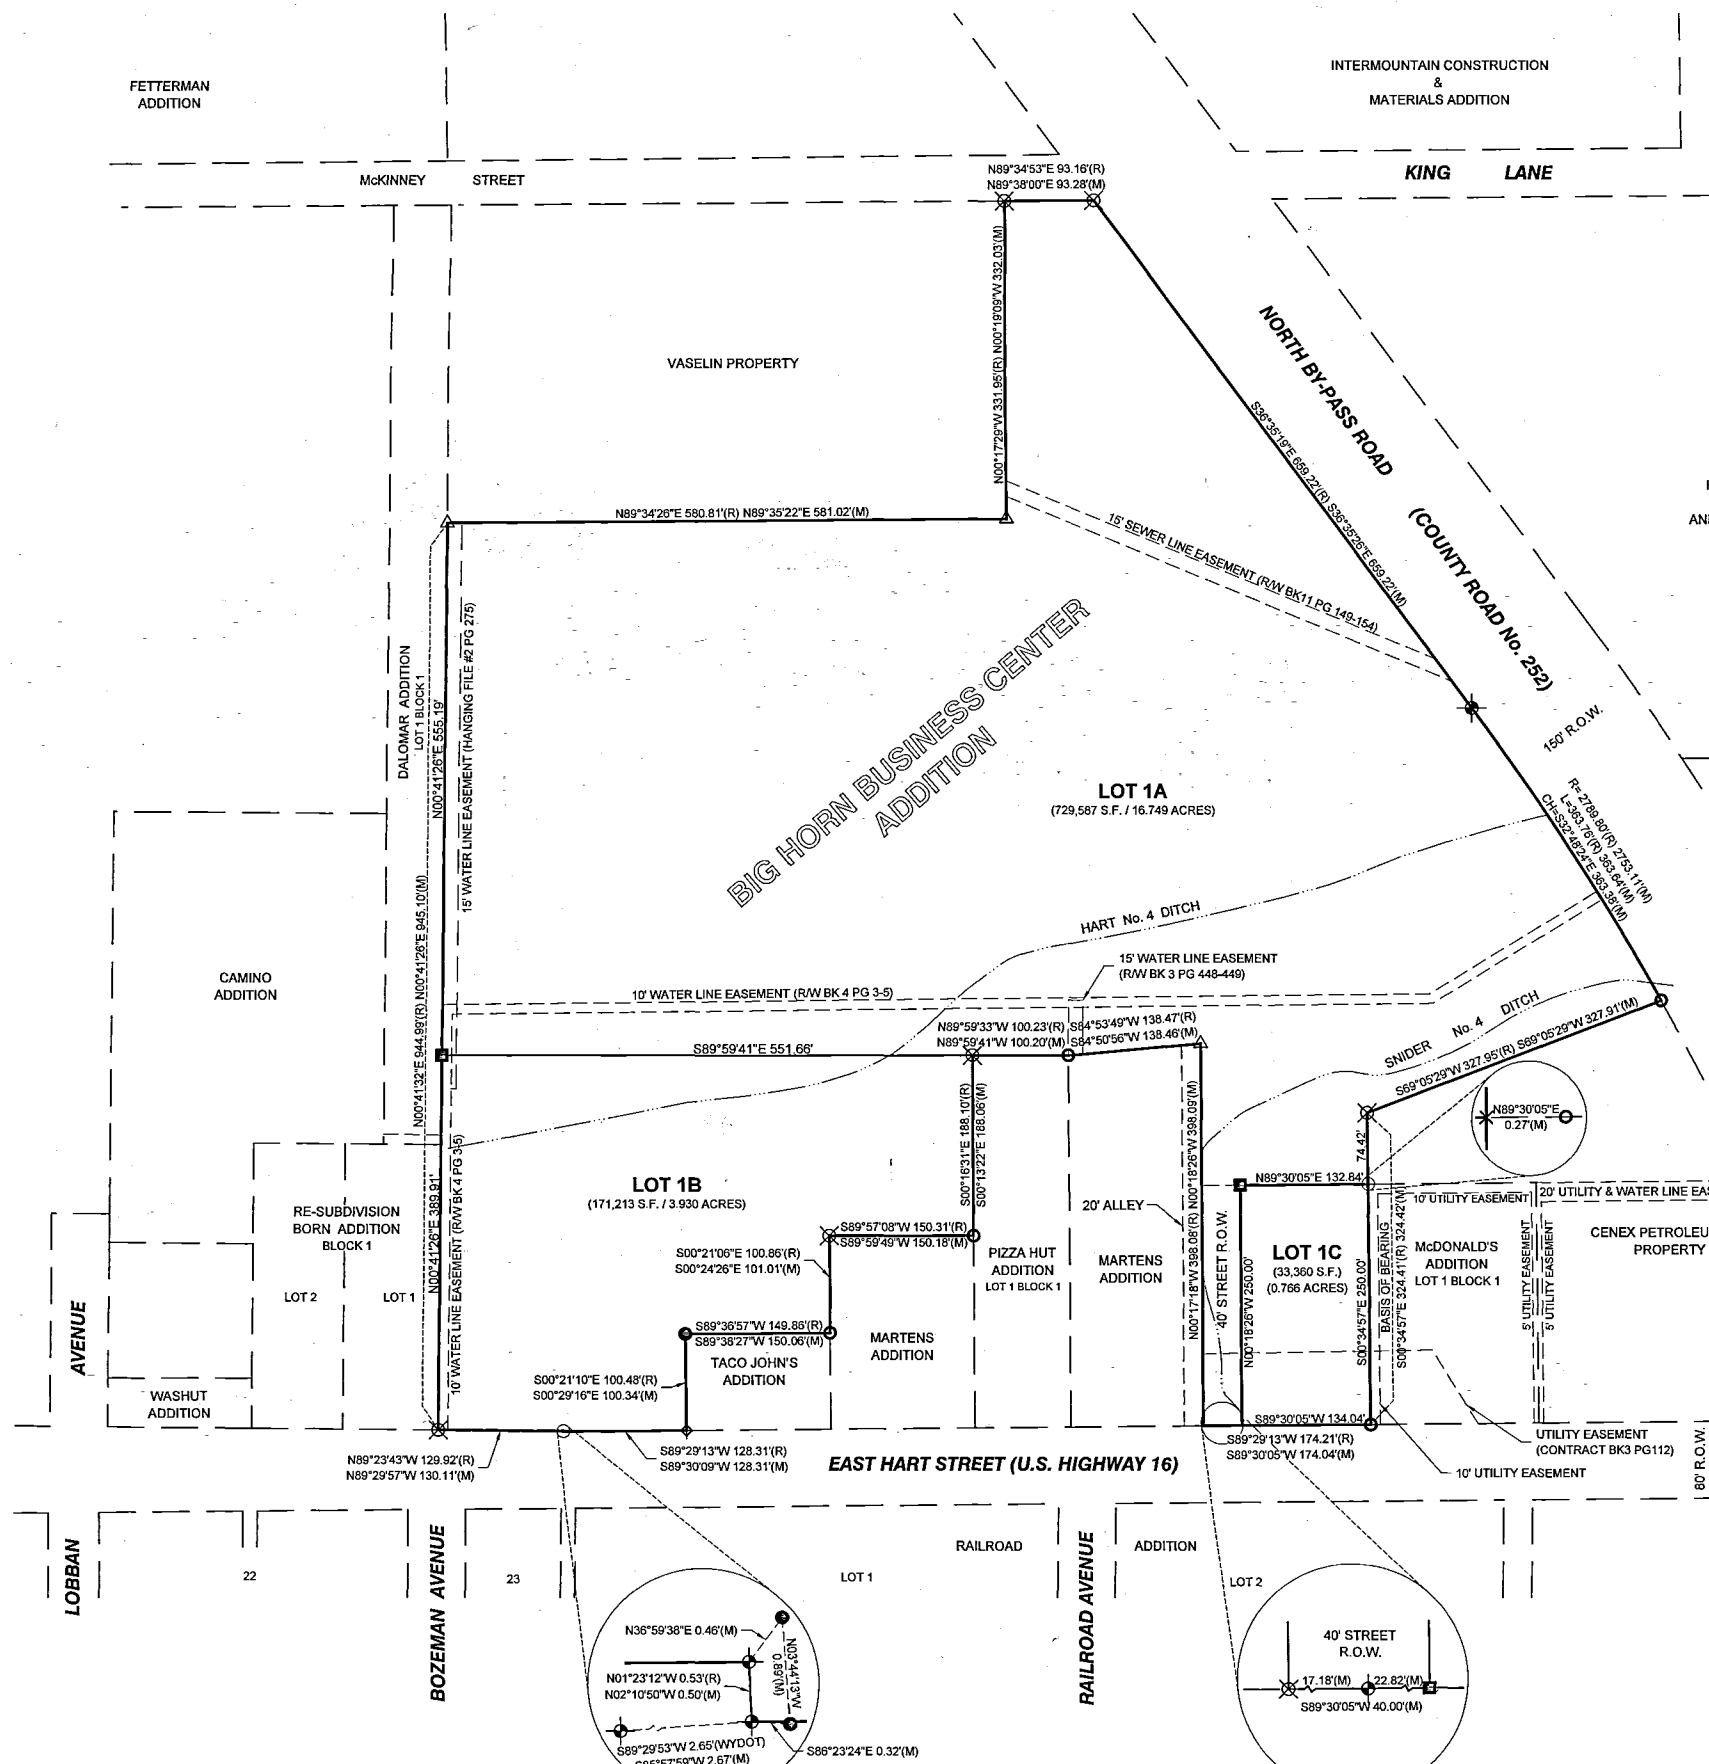 FETTERMAN
ADDITION
INTERMOUNTAIN CONSTRUCTION
&
MATERIALS ADDITION
McKINNEY STREET
N89°34'53"E 93.16'(R)
N89°38'00"E 93.28'(M)
KING LANE
VASELIN PROPERTY
N00°17'29"W 331.95'(R) N00°19'09"W 332.03'(M)
NORTH BY-PASS ROAD
(COUNTY ROAD No. 252)
S36°35'19"E 659.22'(R) S36°35'26"E 659.22'(M)
N89°34'26"E 580.81'(R) N89°35'22"E 581.02'(M)
15' SEWER LINE EASEMENT (R/W BK11 PG 149-154)
150' R.O.W.
BIG HORN BUSINESS CENTER
ADDITION
DALOMAR ADDITION
LOT 1 BLOCK 1
N00°41'26"E 555.19'
15' WATER LINE EASEMENT (HANGING FILE #2 PG 275)
N00°41'32"E 944.99'(R) N00°41'26"E 945.10'(M)
LOT 1A
(729,587 S.F. / 16.749 ACRES)
R= 2789.80'(R) 2753.11'(M)
L=363.76'(R) 363.64'(M)
CH=S32°48'24"E 363.38'(M)
HART No. 4 DITCH
CAMINO
ADDITION
15' WATER LINE EASEMENT
(R/W BK 3 PG 448-449)
10' WATER LINE EASEMENT (R/W BK 4 PG 3-5)
SNIDER No. 4 DITCH
N89°59'33"W 100.23'(R)
N89°59'41"W 100.20'(M)
S84°53'49"W 138.47'(R)
S84°50'56"W 138.46'(M)
S89°59'41"E 551.66'
S69°05'29"W 327.95'(R) S69°05'29"W 327.91'(M)
N89°30'05"E
0.27'(M)
S00°16'31"E 188.10'(R)
S00°13'22"E 188.06'(M)
N00°17'18"W 398.08'(R) N00°18'26"W 398.09'(M)
74.42'
LOT 1B
(171,213 S.F. / 3.930 ACRES)
N89°30'05"E 132.84'
10' UTILITY EASEMENT
20' UTILITY & WATER LINE EAS
20' ALLEY
RE-SUBDIVISION
BORN ADDITION
BLOCK 1
LOT 2
LOT 1
N00°41'26"E 389.91'
10' WATER LINE EASEMENT (R/W BK 4 PG 3-5)
S89°57'08"W 150.31'(R)
S89°59'49"W 150.18'(M)
S00°21'06"E 100.86'(R)
S00°24'26"E 101.01'(M)
PIZZA HUT
ADDITION
LOT 1 BLOCK 1
MARTENS
ADDITION
40' STREET R.O.W.
N00°18'26"W 250.00'
LOT 1C
(33,360 S.F.)
(0.766 ACRES)
S00°34'57"E 250.00'
BASIS OF BEARING
S00°34'57"E 324.41'(R) 324.42'(M)
McDONALD'S
ADDITION
LOT 1 BLOCK 1
5' UTILITY EASEMENT
5' UTILITY EASEMENT
CENEX PETROLEU
PROPERTY
S89°36'57"W 149.86'(R)
S89°38'27"W 150.06'(M)
MARTENS
ADDITION
TACO JOHN'S
ADDITION
S00°21'10"E 100.48'(R)
S00°29'16"E 100.34'(M)
AVENUE
WASHUT
ADDITION
S89°30'05"W 134.04'
S89°29'13"W 174.21'(R)
S89°30'05"W 174.04'(M)
UTILITY EASEMENT
(CONTRACT BK3 PG112)
10' UTILITY EASEMENT
80' R.O.W.
N89°23'43"W 129.92'(R)
N89°29'57"W 130.11'(M)
S89°29'13"W 128.31'(R)
S89°30'09"W 128.31'(M)
EAST HART STREET (U.S. HIGHWAY 16)
LOBBAN
22
BOZEMAN AVENUE
23
RAILROAD
ADDITION
LOT 1
RAILROAD AVENUE
LOT 2
N36°59'38"E 0.46'(M)
N03°44'13"W
0.89'(M)
N01°23'12"W 0.53'(R)
N02°10'50"W 0.50'(M)
S89°29'53"W 2.65'(WYDOT)
S85°57'59"W 2.67'(M)
S86°23'24"E 0.32'(M)
40' STREET
R.O.W.
17.18'(M) 22.82'(M)
S89°30'05"W 40.00'(M)